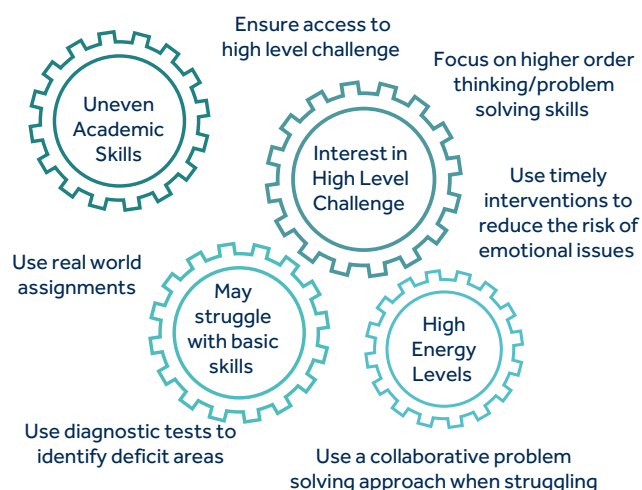 Ensure access to
high level challenge
Focus on higher order
thinking/problem
solving skills
Uneven
Academic
Skills
Interest in
High Level
Challenge
Use timely
interventions to
reduce the risk of
emotional issues
Use real world
assignments
May
struggle
with basic
skills
High
Energy
Levels
Use diagnostic tests to
identify deficit areas
Use a collaborative problem
solving approach when struggling